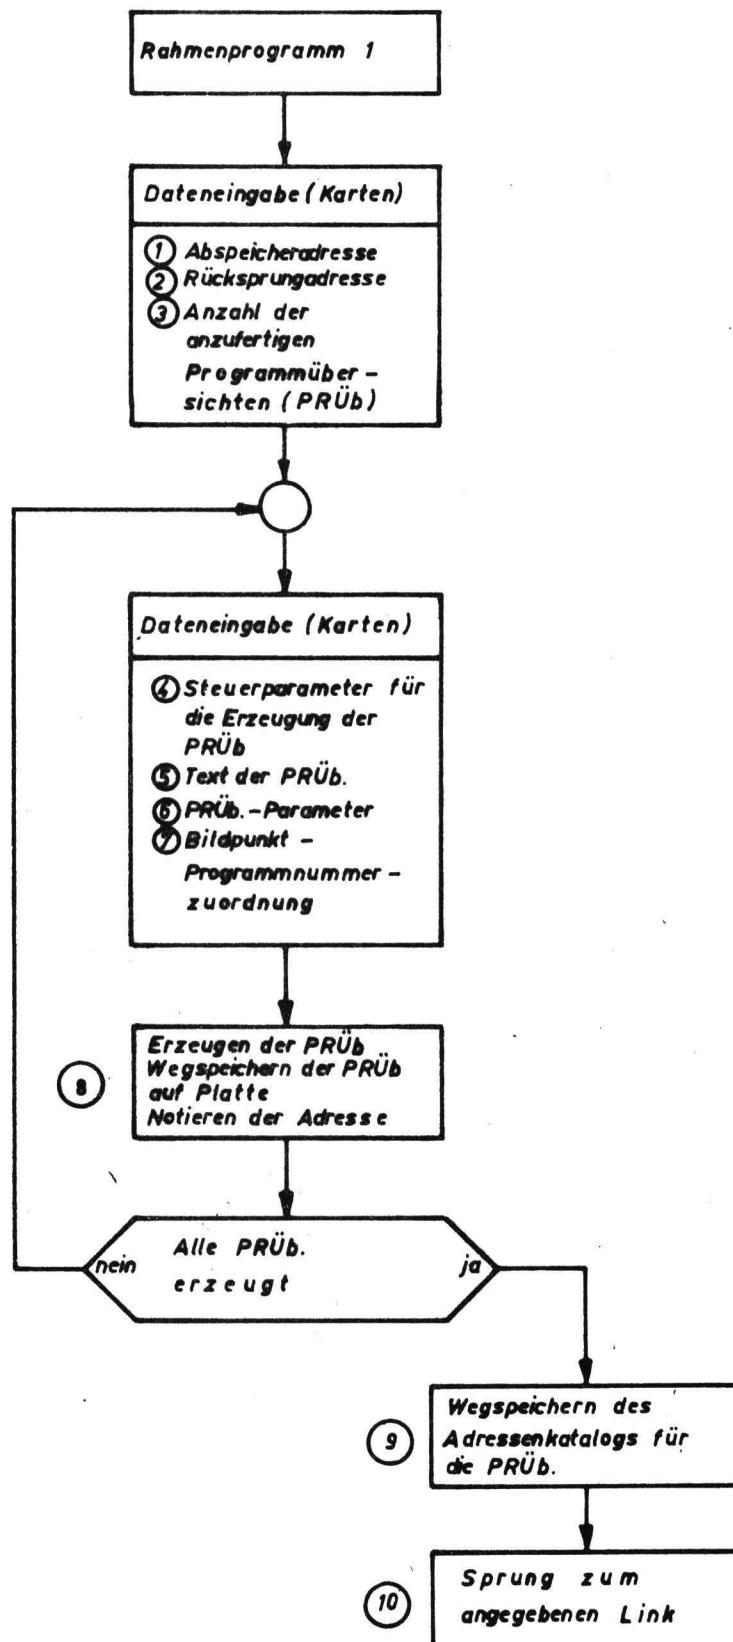 Rahmenprogramm 1
Dateneingabe (Karten)
① Abspeicheradresse
② Rücksprungadresse
③ Anzahl der
anzufertigen
Programmüber-
sichten (PRÜb)
Dateneingabe (Karten)
④ Steuerparameter für
die Erzeugung der
PRÜb
⑤ Text der PRÜb.
⑥ PRÜb.-Parameter
⑦ Bildpunkt-
Programmnummer-
zuordnung
⑧
Erzeugen der PRÜb
Wegspeichern der PRÜb
auf Platte
Notieren der Adresse
Alle PRÜb.
nein
ja
erzeugt
⑨
Wegspeichern des
Adressenkatalogs für
die PRÜb.
⑩
Sprung zum
angegebenen Link